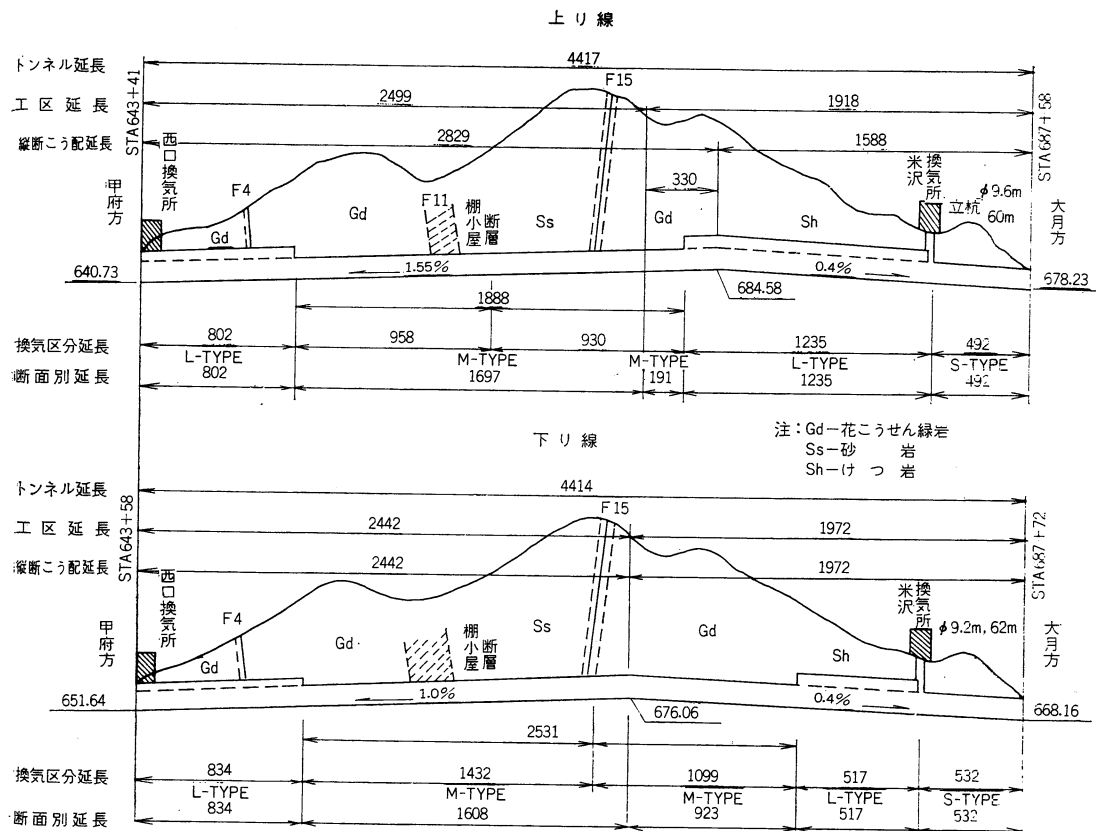 上り線
トンネル延長
4417
F15
工区延長
2499
1918
縦断こう配延長
2829
1588
STA643+41
STA687+58
西口換気所
甲府方
F4
Gd
Gd
F11
棚小屋断層
Ss
330
Gd
Sh
米沢換気所
φ9.6m
立杭
60m
大月方
640.73
1.55%
0.4%
684.58
678.23
1888
換気区分延長
802
958
930
1235
492
L-TYPE
M-TYPE
M-TYPE
L-TYPE
S-TYPE
断面別延長
802
1697
191
1235
492
注:Gd-花こうせん緑岩
Ss-砂 岩
Sh-けつ岩
下り線
トンネル延長
4414
F15
工区延長
2442
1972
縦断こう配延長
2442
1972
STA643+58
STA687+72
西口換気所
甲府方
F4
Gd
Gd
棚小屋断層
Ss
Gd
Sh
米沢換気所
φ9.2m, 62m
大月方
651.64
1.0%
0.4%
676.06
668.16
2531
換気区分延長
834
1432
1099
517
532
L-TYPE
M-TYPE
M-TYPE
L-TYPE
S-TYPE
断面別延長
834
1608
923
517
532